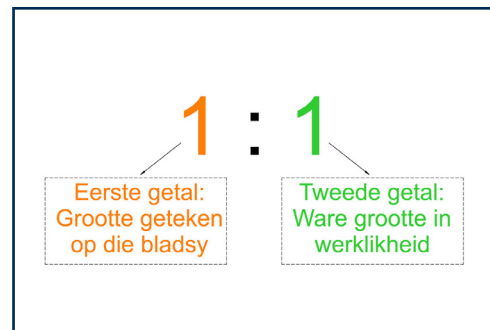 1 : 1
Eerste getal:
Grootte geteken
op die bladsy
Tweede getal:
Ware grootte in
werklikheid